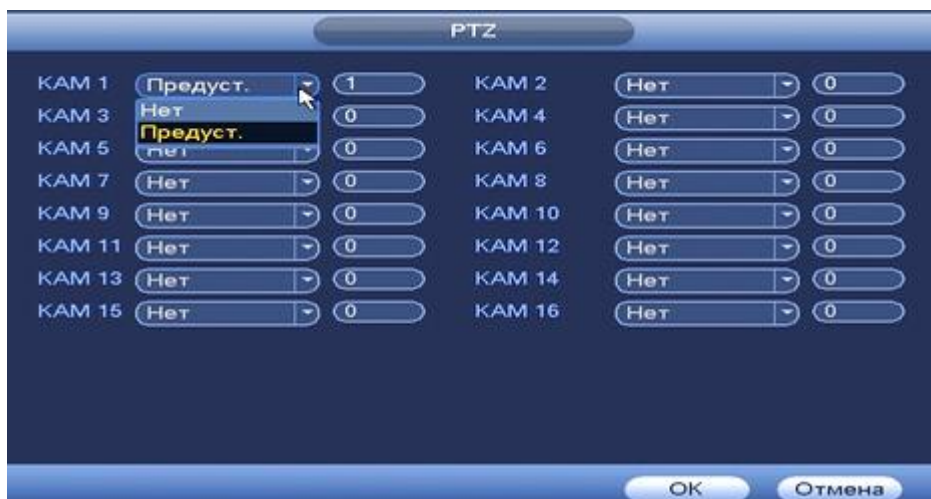 PTZ
КАМ 1 Предуст. 1 КАМ 2 Нет 0
Нет
КАМ 3 0 КАМ 4 Нет 0
Предуст.
КАМ 5 Нет 0 КАМ 6 Нет 0
КАМ 7 Нет 0 КАМ 8 Нет 0
КАМ 9 Нет 0 КАМ 10 Нет 0
КАМ 11 Нет 0 КАМ 12 Нет 0
КАМ 13 Нет 0 КАМ 14 Нет 0
КАМ 15 Нет 0 КАМ 16 Нет 0
ОК Отмена